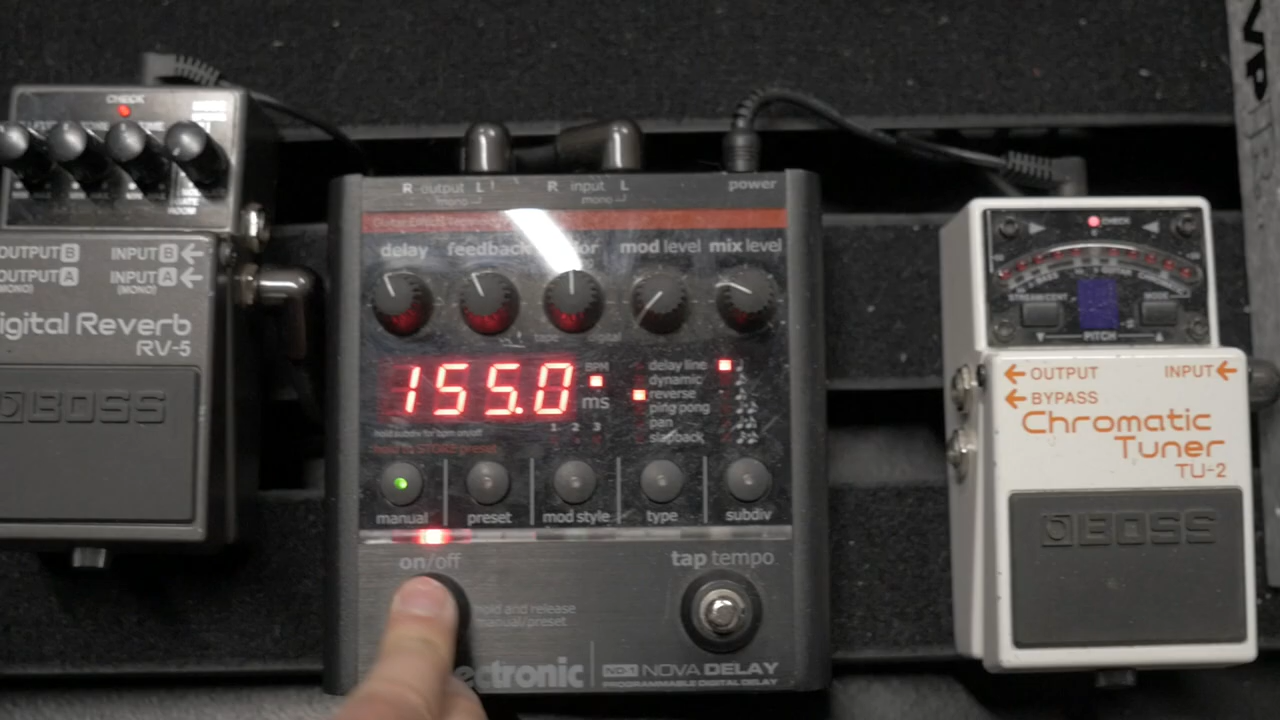 CHECK
OUTPUT B INPUT B
OUTPUT A INPUT A
(MONO) (MONO)
igital Reverb
RV-5
BOSS
R output L R input L power
mono mono
delay feedback mod level mix level
tape digital
155.0
BPM
ms
1 2 3
delay line
dynamic
reverse
ping pong
pan
slapback
manual preset mod style type subdiv
on/off
tap tempo
hold and release
manual/preset
ectronic
ND-1 NOVA DELAY
PROGRAMMABLE DIGITAL DELAY
CHECK
STREAM/CENT MODE
PITCH
OUTPUT INPUT
BYPASS
Chromatic
Tuner
TU-2
BOSS